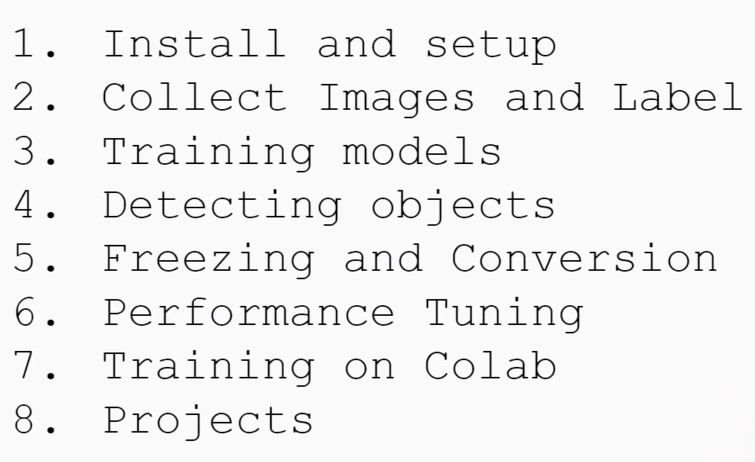 1. Install and setup
2. Collect Images and Label
3. Training models
4. Detecting objects
5. Freezing and Conversion
6. Performance Tuning
7. Training on Colab
8. Projects